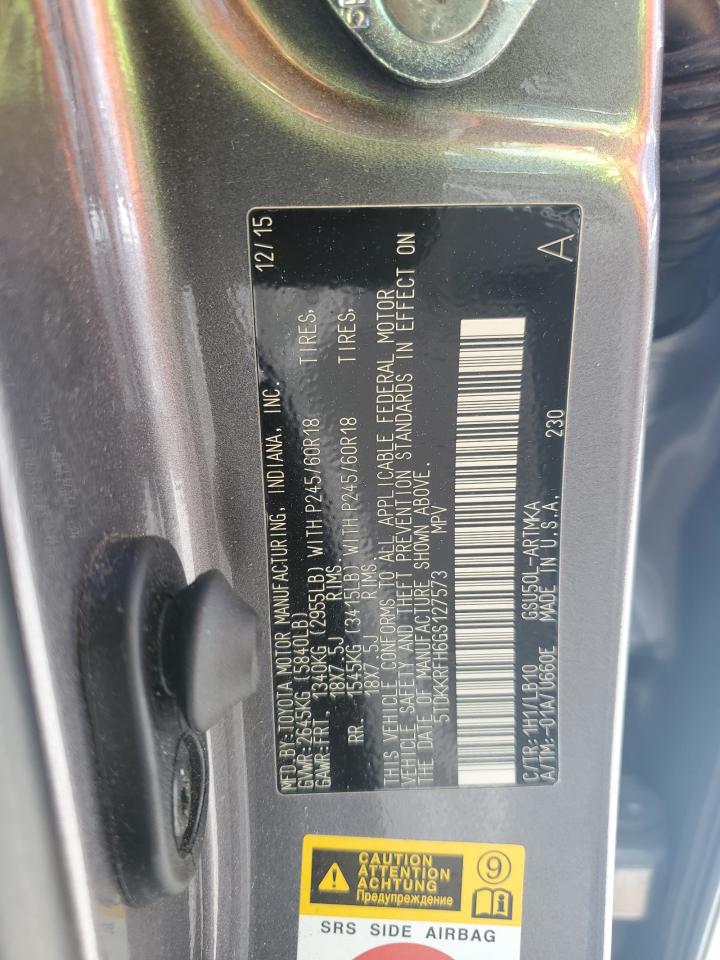 MFD.BY:TOYOTA MOTOR MANUFACTURING, INDIANA, INC. 12/15
GVWR:2645KG (5840LB)
GAWR:FRT. 1340KG (2955LB) WITH P245/60R18 TIRES,
18X7.5J RIMS.
RR. 1545KG (3415LB) WITH P245/60R18 TIRES,
18X7.5J RIMS.
THIS VEHICLE CONFORMS TO ALL APPLICABLE FEDERAL MOTOR
VEHICLE SAFETY AND THEFT PREVENTION STANDARDS IN EFFECT ON
THE DATE OF MANUFACTURE SHOWN ABOVE.
5TDKKRFH6GS127573 MPV
C/TR:1H1/LB10 GSU50L-ARTMKA
A/TM:-01A/U660E MADE IN U.S.A. 230
A
CAUTION
ATTENTION
ACHTUNG
Предупреждение
9
SRS SIDE AIRBAG